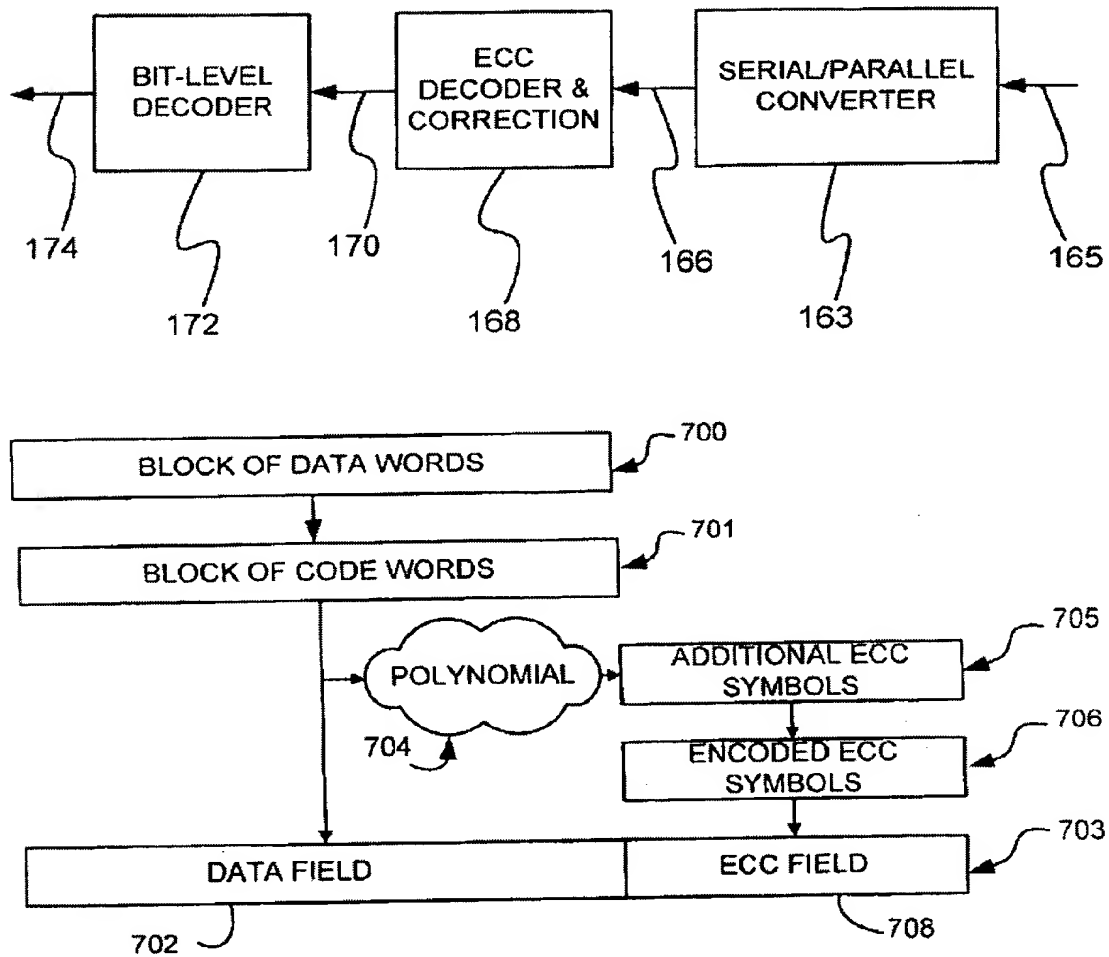 BIT-LEVEL
DECODER
ECC
DECODER &
CORRECTION
SERIAL/PARALLEL
CONVERTER
174
172
170
168
166
163
165
BLOCK OF DATA WORDS
700
BLOCK OF CODE WORDS
701
POLYNOMIAL
704
ADDITIONAL ECC
SYMBOLS
705
ENCODED ECC
SYMBOLS
706
DATA FIELD
ECC FIELD
703
702
708